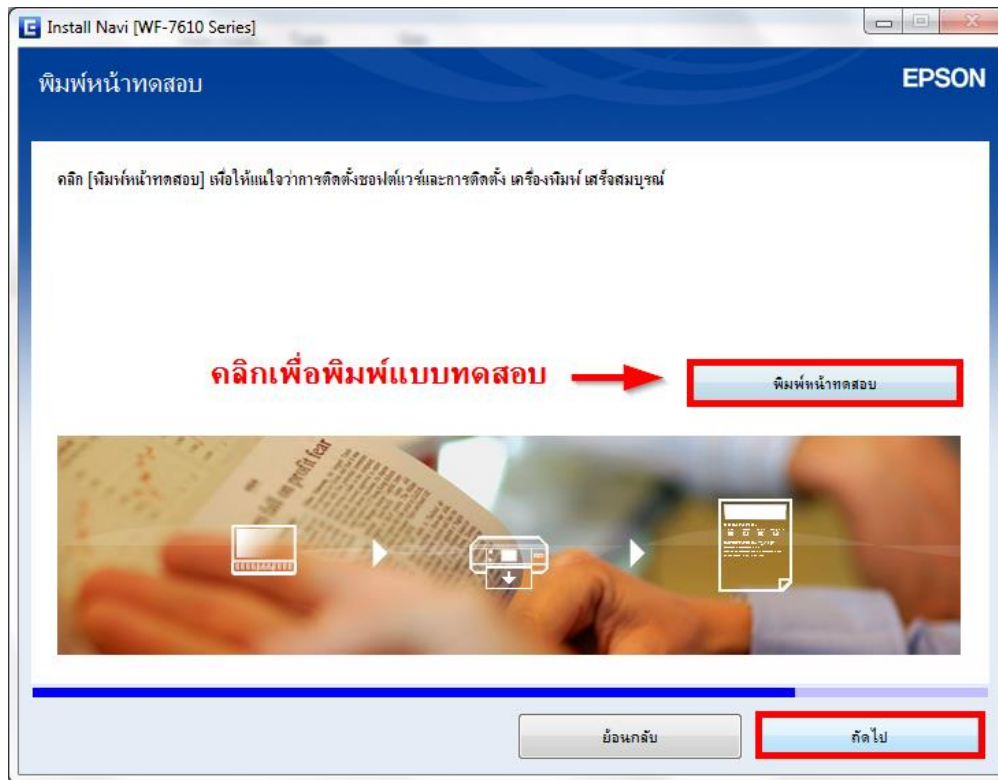 Install Navi [WF-7610 Series]
พิมพ์หน้าทดสอบ
EPSON
คลิก [พิมพ์หน้าทดสอบ] เพื่อให้แน่ใจว่าการติดตั้งซอฟต์แวร์และการติดตั้ง เครื่องพิมพ์ เสร็จสมบูรณ์
คลิกเพื่อพิมพ์แบบทดสอบ
พิมพ์หน้าทดสอบ
fall on profit fear
ย้อนกลับ
ถัดไป